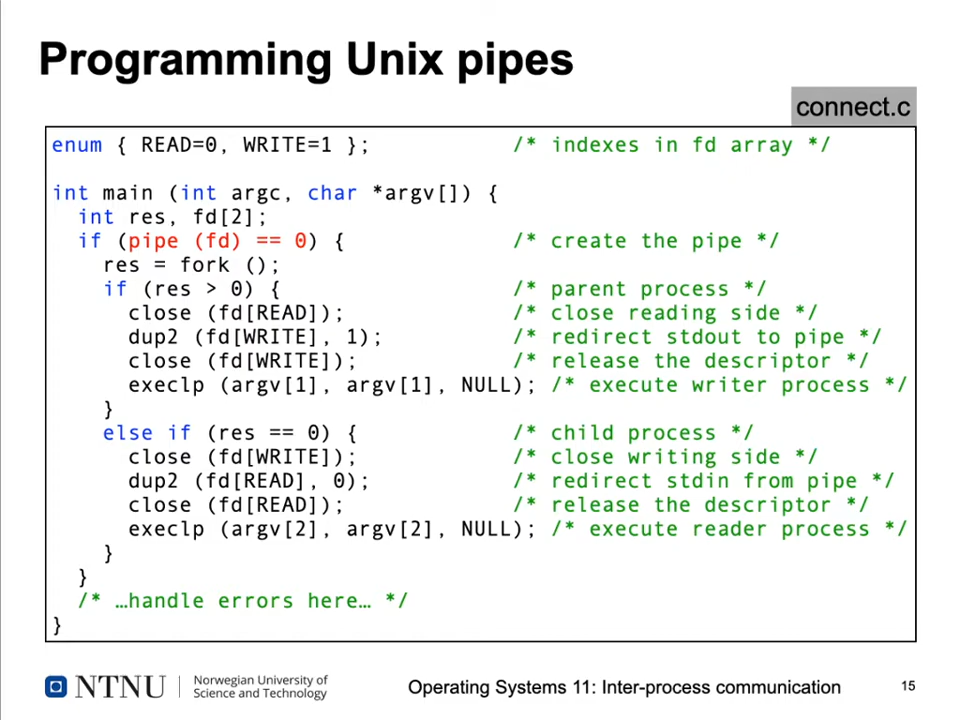 Programming Unix pipes
connect.c
enum { READ=0, WRITE=1 }; /* indexes in fd array */
int main (int argc, char *argv[]) {
int res, fd[2];
if (pipe (fd) == 0) { /* create the pipe */
res = fork ();
if (res > 0) { /* parent process */
close (fd[READ]); /* close reading side */
dup2 (fd[WRITE], 1); /* redirect stdout to pipe */
close (fd[WRITE]); /* release the descriptor */
execlp (argv[1], argv[1], NULL); /* execute writer process */
}
else if (res == 0) { /* child process */
close (fd[WRITE]); /* close writing side */
dup2 (fd[READ], 0); /* redirect stdin from pipe */
close (fd[READ]); /* release the descriptor */
execlp (argv[2], argv[2], NULL); /* execute reader process */
}
}
/* …handle errors here… */
}
NTNU
Norwegian University of
Science and Technology
Operating Systems 11: Inter-process communication
15